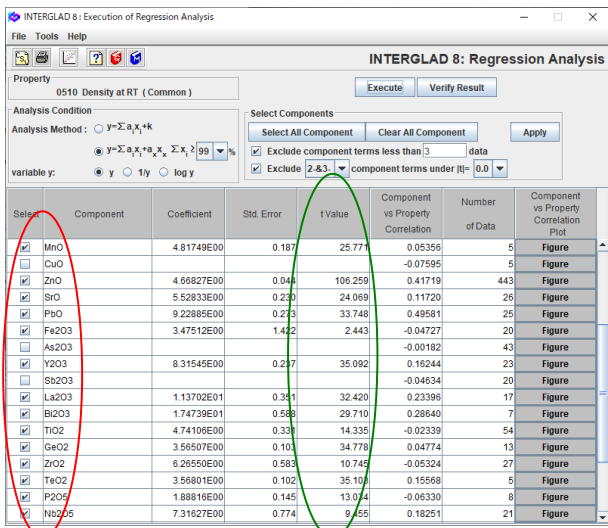 INTERGLAD 8 : Execution of Regression Analysis
File Tools Help
INTERGLAD 8: Regression Analysis
Property
0510 Density at RT ( Common )
Execute Verify Result
Analysis Condition
Analysis Method : y=Σaixi+k
y=Σaixi+axxx Σxi ≥ 99 %
variable y: y 1/y log y
Select Components
Select All Component Clear All Component Apply
Exclude component terms less than 3 data
Exclude 2-&3- component terms under |t|= 0.0
Select Component Coefficient Std. Error t Value Component vs Property Correlation Number of Data Component vs Property Correlation Plot
MnO 4.81749E00 0.187 25.771 0.05356 5 Figure
CuO -0.07595 5 Figure
ZnO 4.66827E00 0.044 106.259 0.41719 443 Figure
SrO 5.52833E00 0.230 24.069 0.11720 26 Figure
PbO 9.22885E00 0.273 33.748 0.49581 25 Figure
Fe2O3 3.47512E00 1.422 2.443 -0.04727 20 Figure
As2O3 -0.00182 43 Figure
Y2O3 8.31545E00 0.237 35.092 0.16244 23 Figure
Sb2O3 -0.04634 20 Figure
La2O3 1.13702E01 0.351 32.420 0.23396 17 Figure
Bi2O3 1.74739E01 0.588 29.710 0.28640 7 Figure
TiO2 4.74106E00 0.331 14.335 -0.02339 54 Figure
GeO2 3.56507E00 0.103 34.778 0.04774 13 Figure
ZrO2 6.26550E00 0.583 10.745 -0.05324 27 Figure
TeO2 3.56801E00 0.102 35.103 0.15568 5 Figure
P2O5 1.88816E00 0.145 13.034 -0.06330 8 Figure
Nb2O5 7.31627E00 0.774 9.455 0.18251 21 Figure